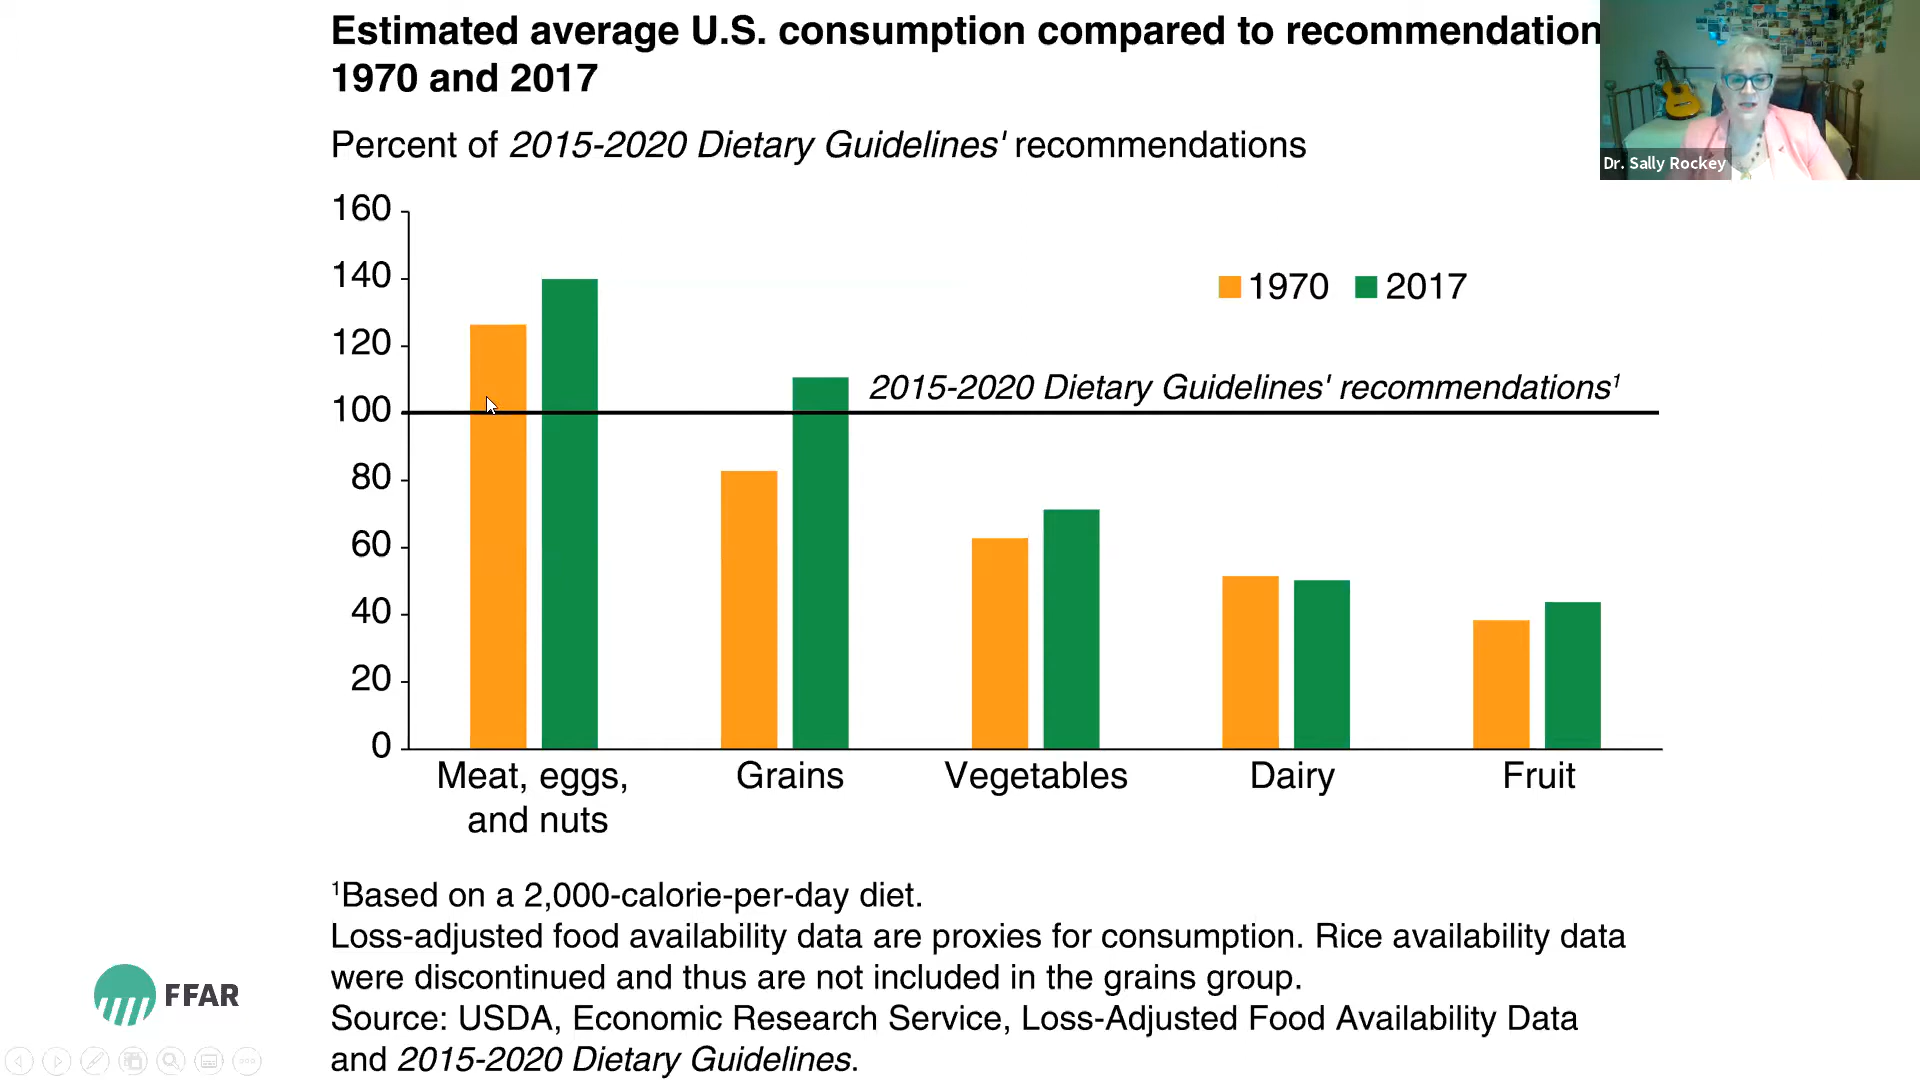 Estimated average U.S. consumption compared to recommendation
1970 and 2017
Percent of 2015-2020 Dietary Guidelines' recommendations
Dr. Sally Rockey
160
140
120
100
80
60
40
20
0
1970 2017
2015-2020 Dietary Guidelines' recommendations¹
Meat, eggs,
and nuts
Grains
Vegetables
Dairy
Fruit
¹Based on a 2,000-calorie-per-day diet.
Loss-adjusted food availability data are proxies for consumption. Rice availability data
were discontinued and thus are not included in the grains group.
Source: USDA, Economic Research Service, Loss-Adjusted Food Availability Data
and 2015-2020 Dietary Guidelines.
FFAR